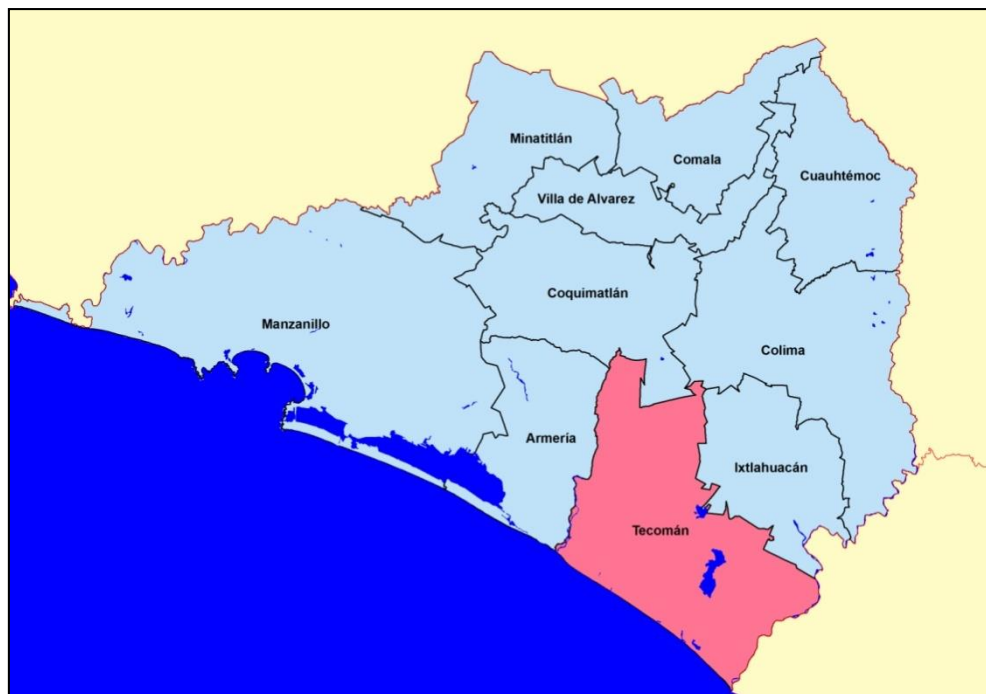 Minatitlán
Comala
Cuauhtémoc
Villa de Alvarez
Coquimatlán
Manzanillo
Colima
Armería
Ixtlahuacán
Tecomán